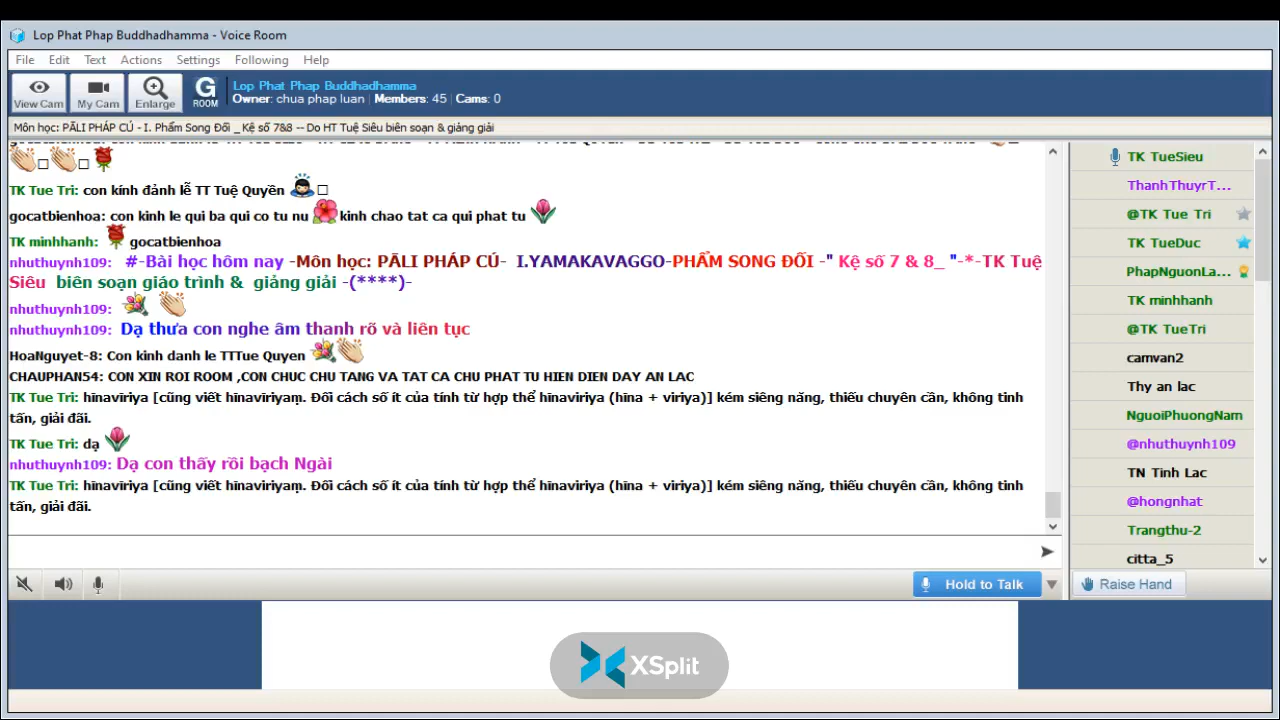 Lop Phat Phap Buddhadhamma - Voice Room
File Edit Text Actions Settings Following Help
View Cam My Cam Enlarge G ROOM
Lop Phat Phap Buddhadhamma
Owner: chua phap luan | Members: 45 | Cams: 0
Môn học: PĀLI PHÁP CÚ - I. Phẩm Song Đối _ Kệ số 7&8 -- Do HT Tuệ Siêu biên soạn & giảng giải
TK Tue Tri: con kính đảnh lễ TT Tuệ Quyền
gocatbienhoa: con kinh le qui ba qui co tu nu kinh chao tat ca qui phat tu
TK minhhanh: gocatbienhoa
nhuthuynh109: #-Bài học hôm nay -Môn học: PĀLI PHÁP CÚ- I.YAMAKAVAGGO-PHẨM SONG ĐỐI -" Kệ số 7 & 8_ "-*-TK Tuệ
Siêu biên soạn giáo trình & giảng giải -(****)-
nhuthuynh109:
nhuthuynh109: Dạ thưa con nghe âm thanh rõ và liên tục
HoaNguyet-8: Con kinh danh le TTTue Quyen
CHAUPHAN54: CON XIN ROI ROOM ,CON CHUC CHU TANG VA TAT CA CHU PHAT TU HIEN DIEN DAY AN LAC
TK Tue Tri: hīnavīriya [cũng viết hīnavīriyaṃ. Đối cách số ít của tính từ hợp thể hīnaviriya (hīna + viriya)] kém siêng năng, thiếu chuyên cần, không tinh
tấn, giải đãi.
TK Tue Tri: dạ
nhuthuynh109: Dạ con thấy rồi bạch Ngài
TK Tue Tri: hīnavīriya [cũng viết hīnavīriyaṃ. Đối cách số ít của tính từ hợp thể hīnaviriya (hīna + viriya)] kém siêng năng, thiếu chuyên cần, không tinh
tấn, giải đãi.
Hold to Talk
TK TueSieu
ThanhThuyrT...
@TK Tue Tri
TK TueDuc
PhapNguonLa...
TK minhhanh
@TK TueTri
camvan2
Thy an lac
NguoiPhuongNam
@nhuthuynh109
TN Tinh Lac
@hongnhat
Trangthu-2
citta_5
Raise Hand
XSplit